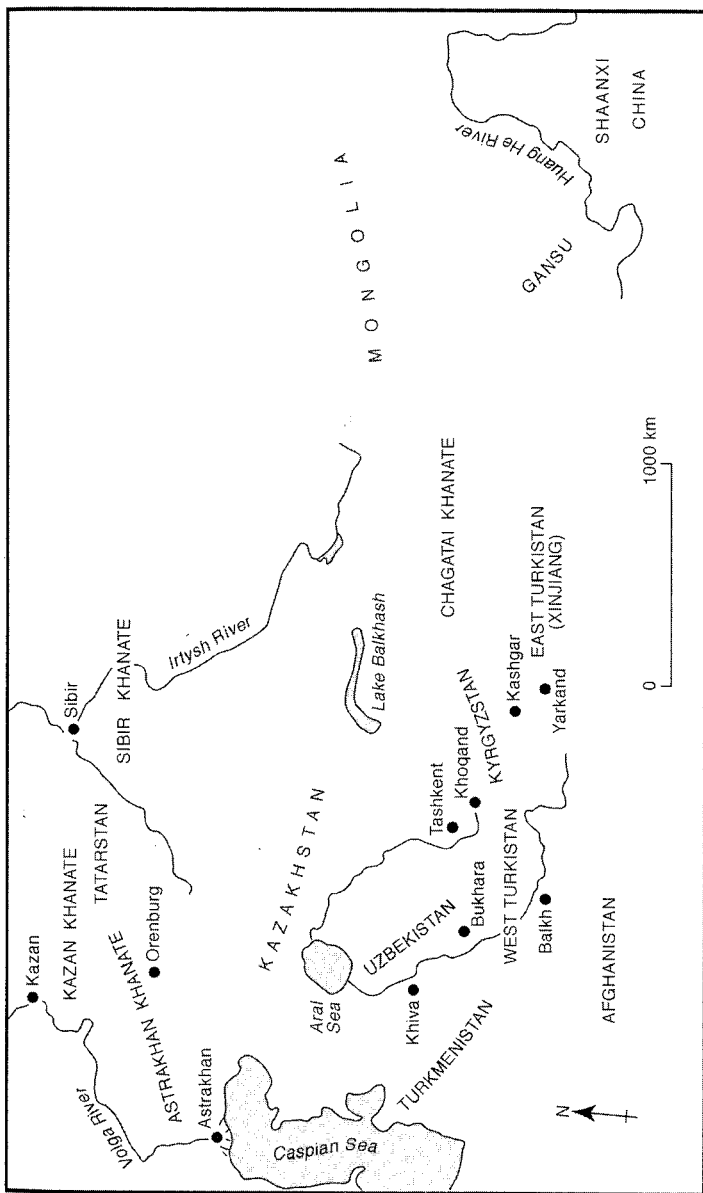 Kazan
KAZAN KHANATE
TATARSTAN
Volga River
ASTRAKHAN KHANATE
Orenburg
Astrakhan
Caspian Sea
Sibir
SIBIR KHANATE
Irtysh River
KAZAKHSTAN
Aral
Sea
Lake Balkhash
MONGOLIA
Khiva
UZBEKISTAN
Bukhara
TURKMENISTAN
Tashkent
Khoqand
KYRGYZSTAN
WEST TURKISTAN
Balkh
AFGHANISTAN
CHAGATAI KHANATE
Kashgar
Yarkand
EAST TURKISTAN
(XINJIANG)
Huang He River
GANSU
SHAANXI
CHINA
N
0
1000 km